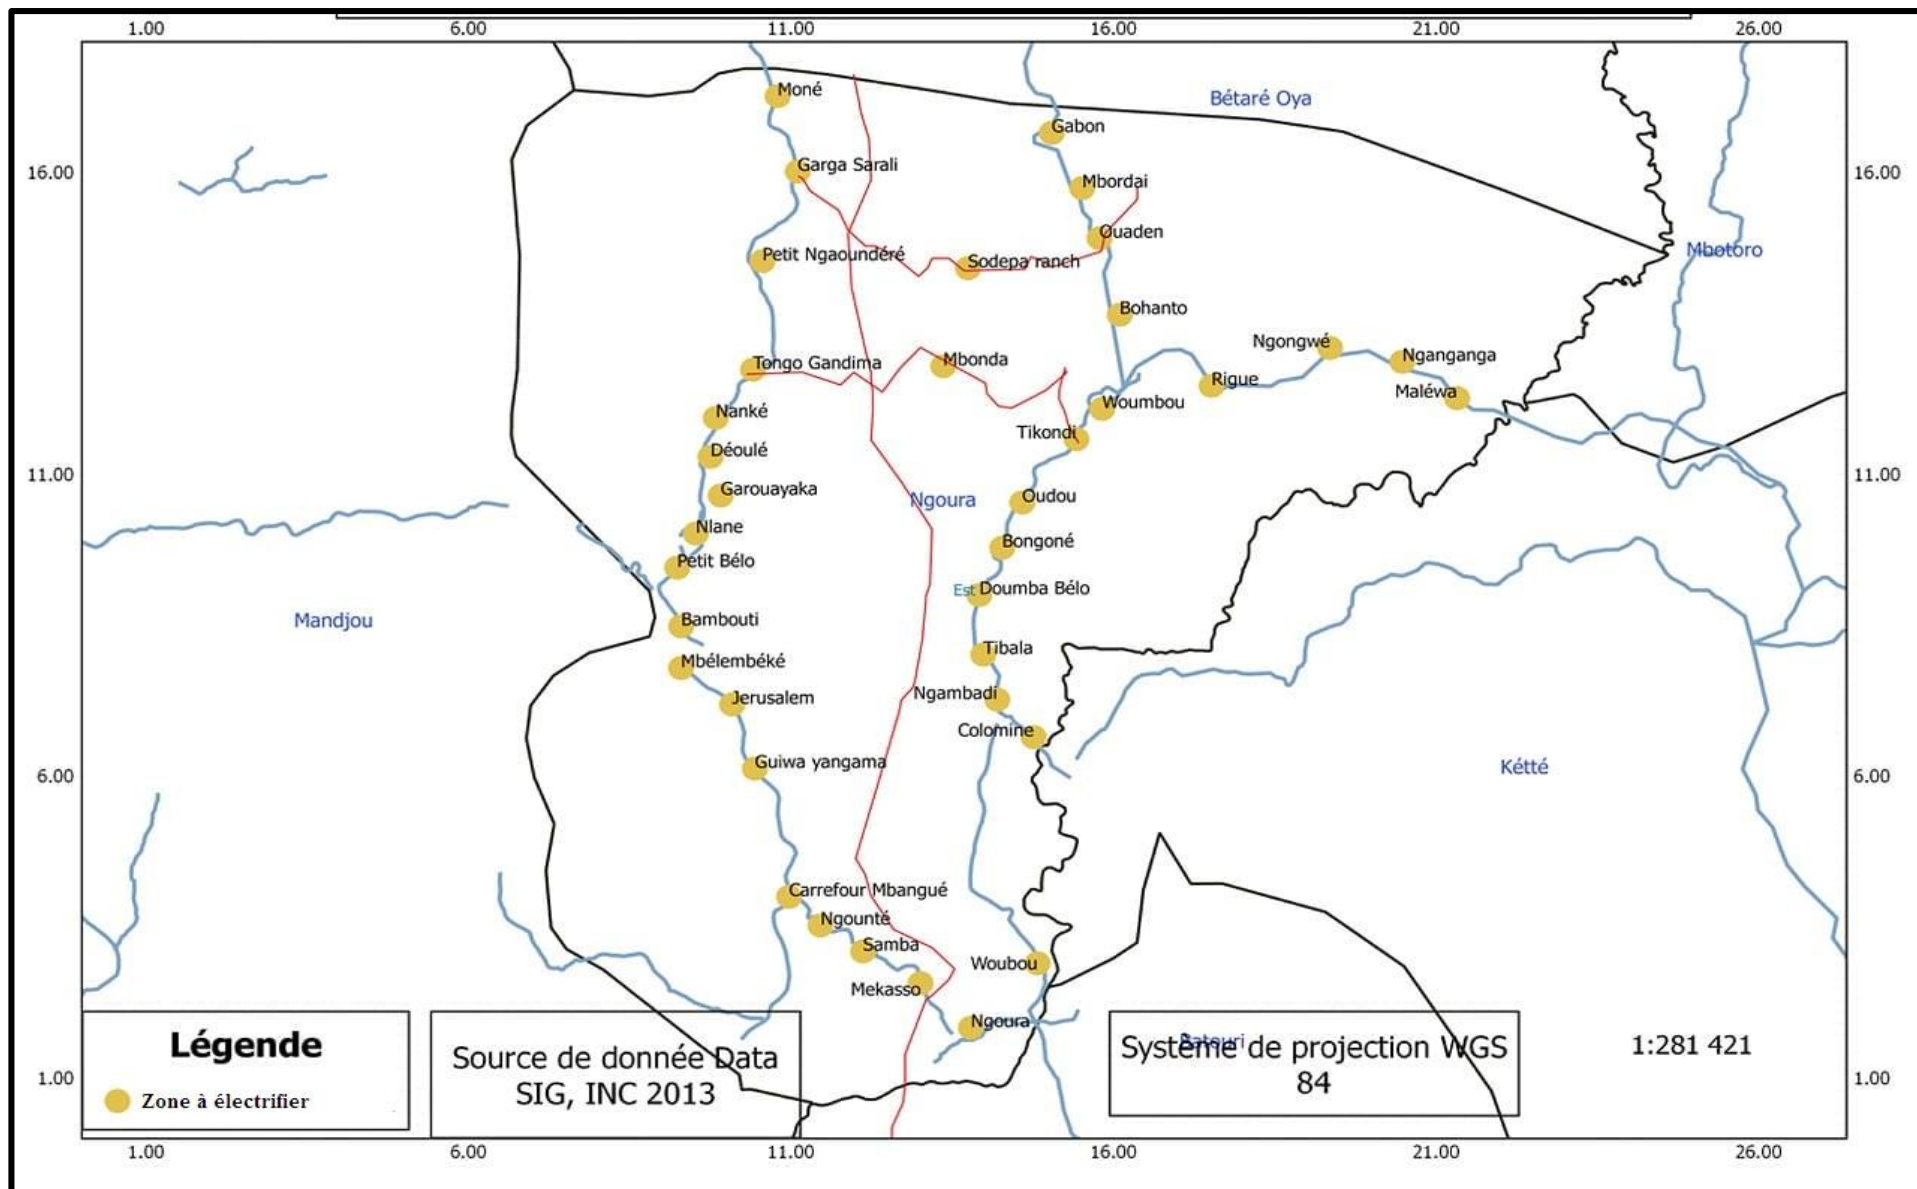 1.00 6.00 11.00 16.00 21.00 26.00
Moné
Bétaré Oya
Gabon
Garga Sarali
16.00
16.00
Mbordai
Ouaden
Mbotoro
Petit Ngaoundéré
Sodepa ranch
Bohanto
Ngongwé
Nganganga
Tongo Gandima
Mbonda
Rigue
Maléwa
Woumbou
Nanké
Tikondi
Déoulé
11.00
11.00
Garouayaka
Ngoura
Oudou
Nlane
Bongoné
Petit Bélo
Est
Doumba Bélo
Mandjou
Bambouti
Tibala
Mbélembéké
Jerusalem
Ngambadi
Colomine
Guiwa yangama
Kétté
6.00
6.00
Carrefour Mbangué
Ngounté
Samba
Woubou
Mekasso
Ngoura
Légende
Zone à électrifier
Source de donnée Data
SIG, INC 2013
Batouri
Système de projection WGS
84
1:281 421
1.00
1.00
1.00 6.00 11.00 16.00 21.00 26.00